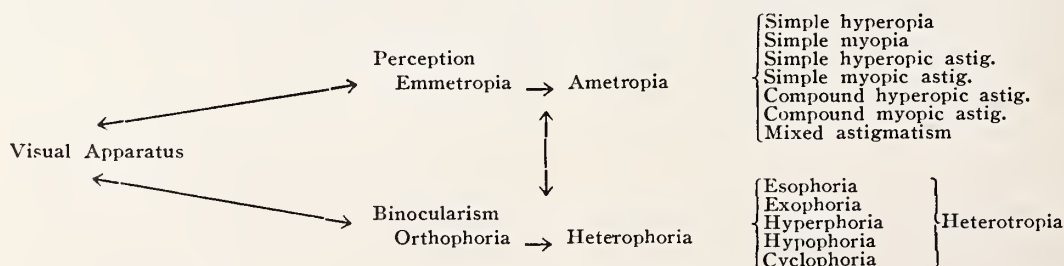 Perception
Emmetropia → Ametropia
Simple hyperopia
Simple myopia
Simple hyperopic astig.
Simple myopic astig.
Compound hyperopic astig.
Compound myopic astig.
Mixed astigmatism
Visual Apparatus
Binocularism
Orthophoria → Heterophoria
Esophoria
Exophoria
Hyperphoria
Hypophoria
Cyclophoria
Heterotropia